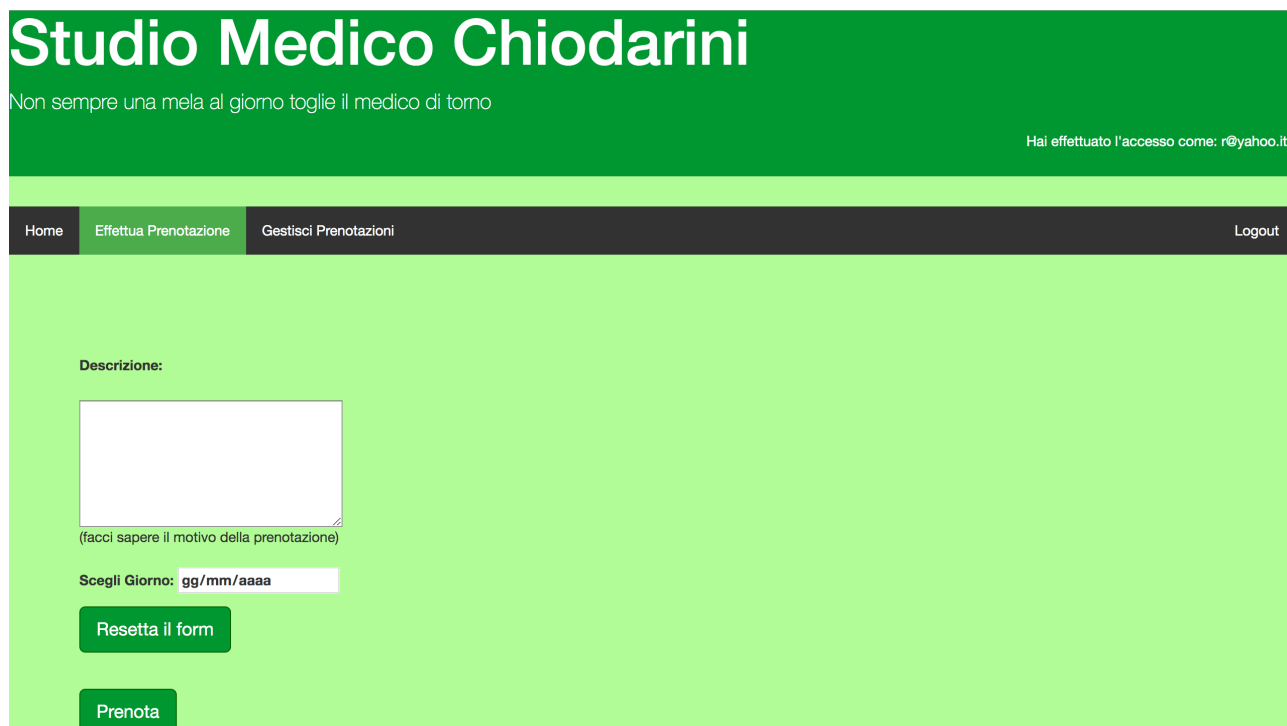 Studio Medico Chiodarini
Non sempre una mela al giorno toglie il medico di torno
Hai effettuato l'accesso come: r@yahoo.it
Home Effettua Prenotazione Gestisci Prenotazioni Logout
Descrizione:
(facci sapere il motivo della prenotazione)
Scegli Giorno: gg/mm/aaaa
Resetta il form
Prenota